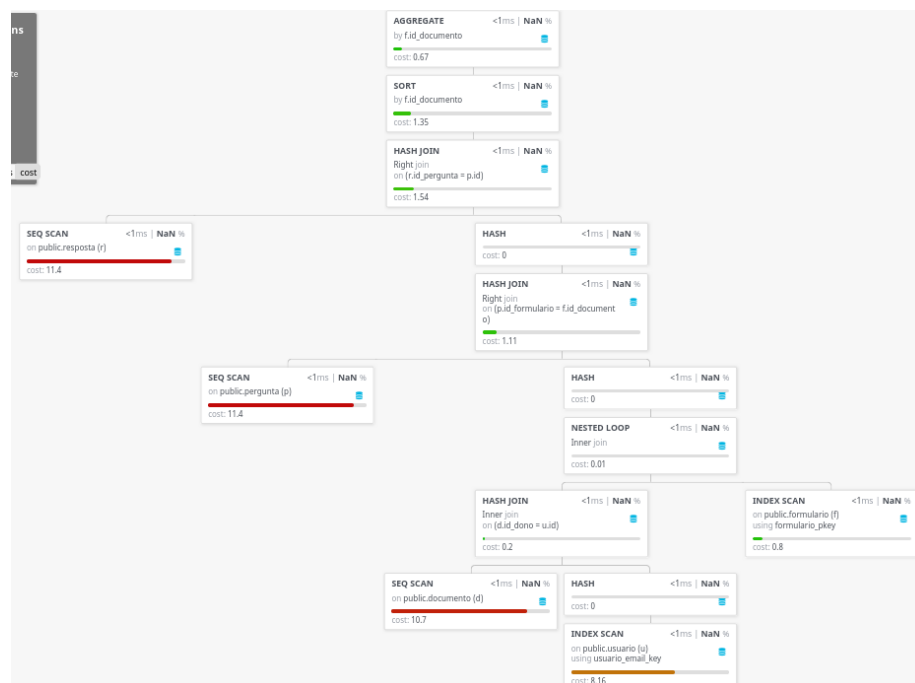 ns
te
s cost
AGGREGATE <1ms | NaN %
by f.id_documento
cost: 0.67
SORT <1ms | NaN %
by f.id_documento
cost: 1.35
HASH JOIN <1ms | NaN %
Right join
on (r.id_pergunta = p.id)
cost: 1.54
SEQ SCAN <1ms | NaN %
on public.resposta (r)
cost: 11.4
HASH <1ms | NaN %
cost: 0
HASH JOIN <1ms | NaN %
Right join
on (p.id_formulario = f.id_document
o)
cost: 1.11
SEQ SCAN <1ms | NaN %
on public.pergunta (p)
cost: 11.4
HASH <1ms | NaN %
cost: 0
NESTED LOOP <1ms | NaN %
Inner join
cost: 0.01
HASH JOIN <1ms | NaN %
Inner join
on (d.id_dono = u.id)
cost: 0.2
INDEX SCAN <1ms | NaN %
on public.formulario (f)
using formulario_pkey
cost: 0.8
SEQ SCAN <1ms | NaN %
on public.documento (d)
cost: 10.7
HASH <1ms | NaN %
cost: 0
INDEX SCAN <1ms | NaN %
on public.usuario (u)
using usuario_email_key
cost: 8.16